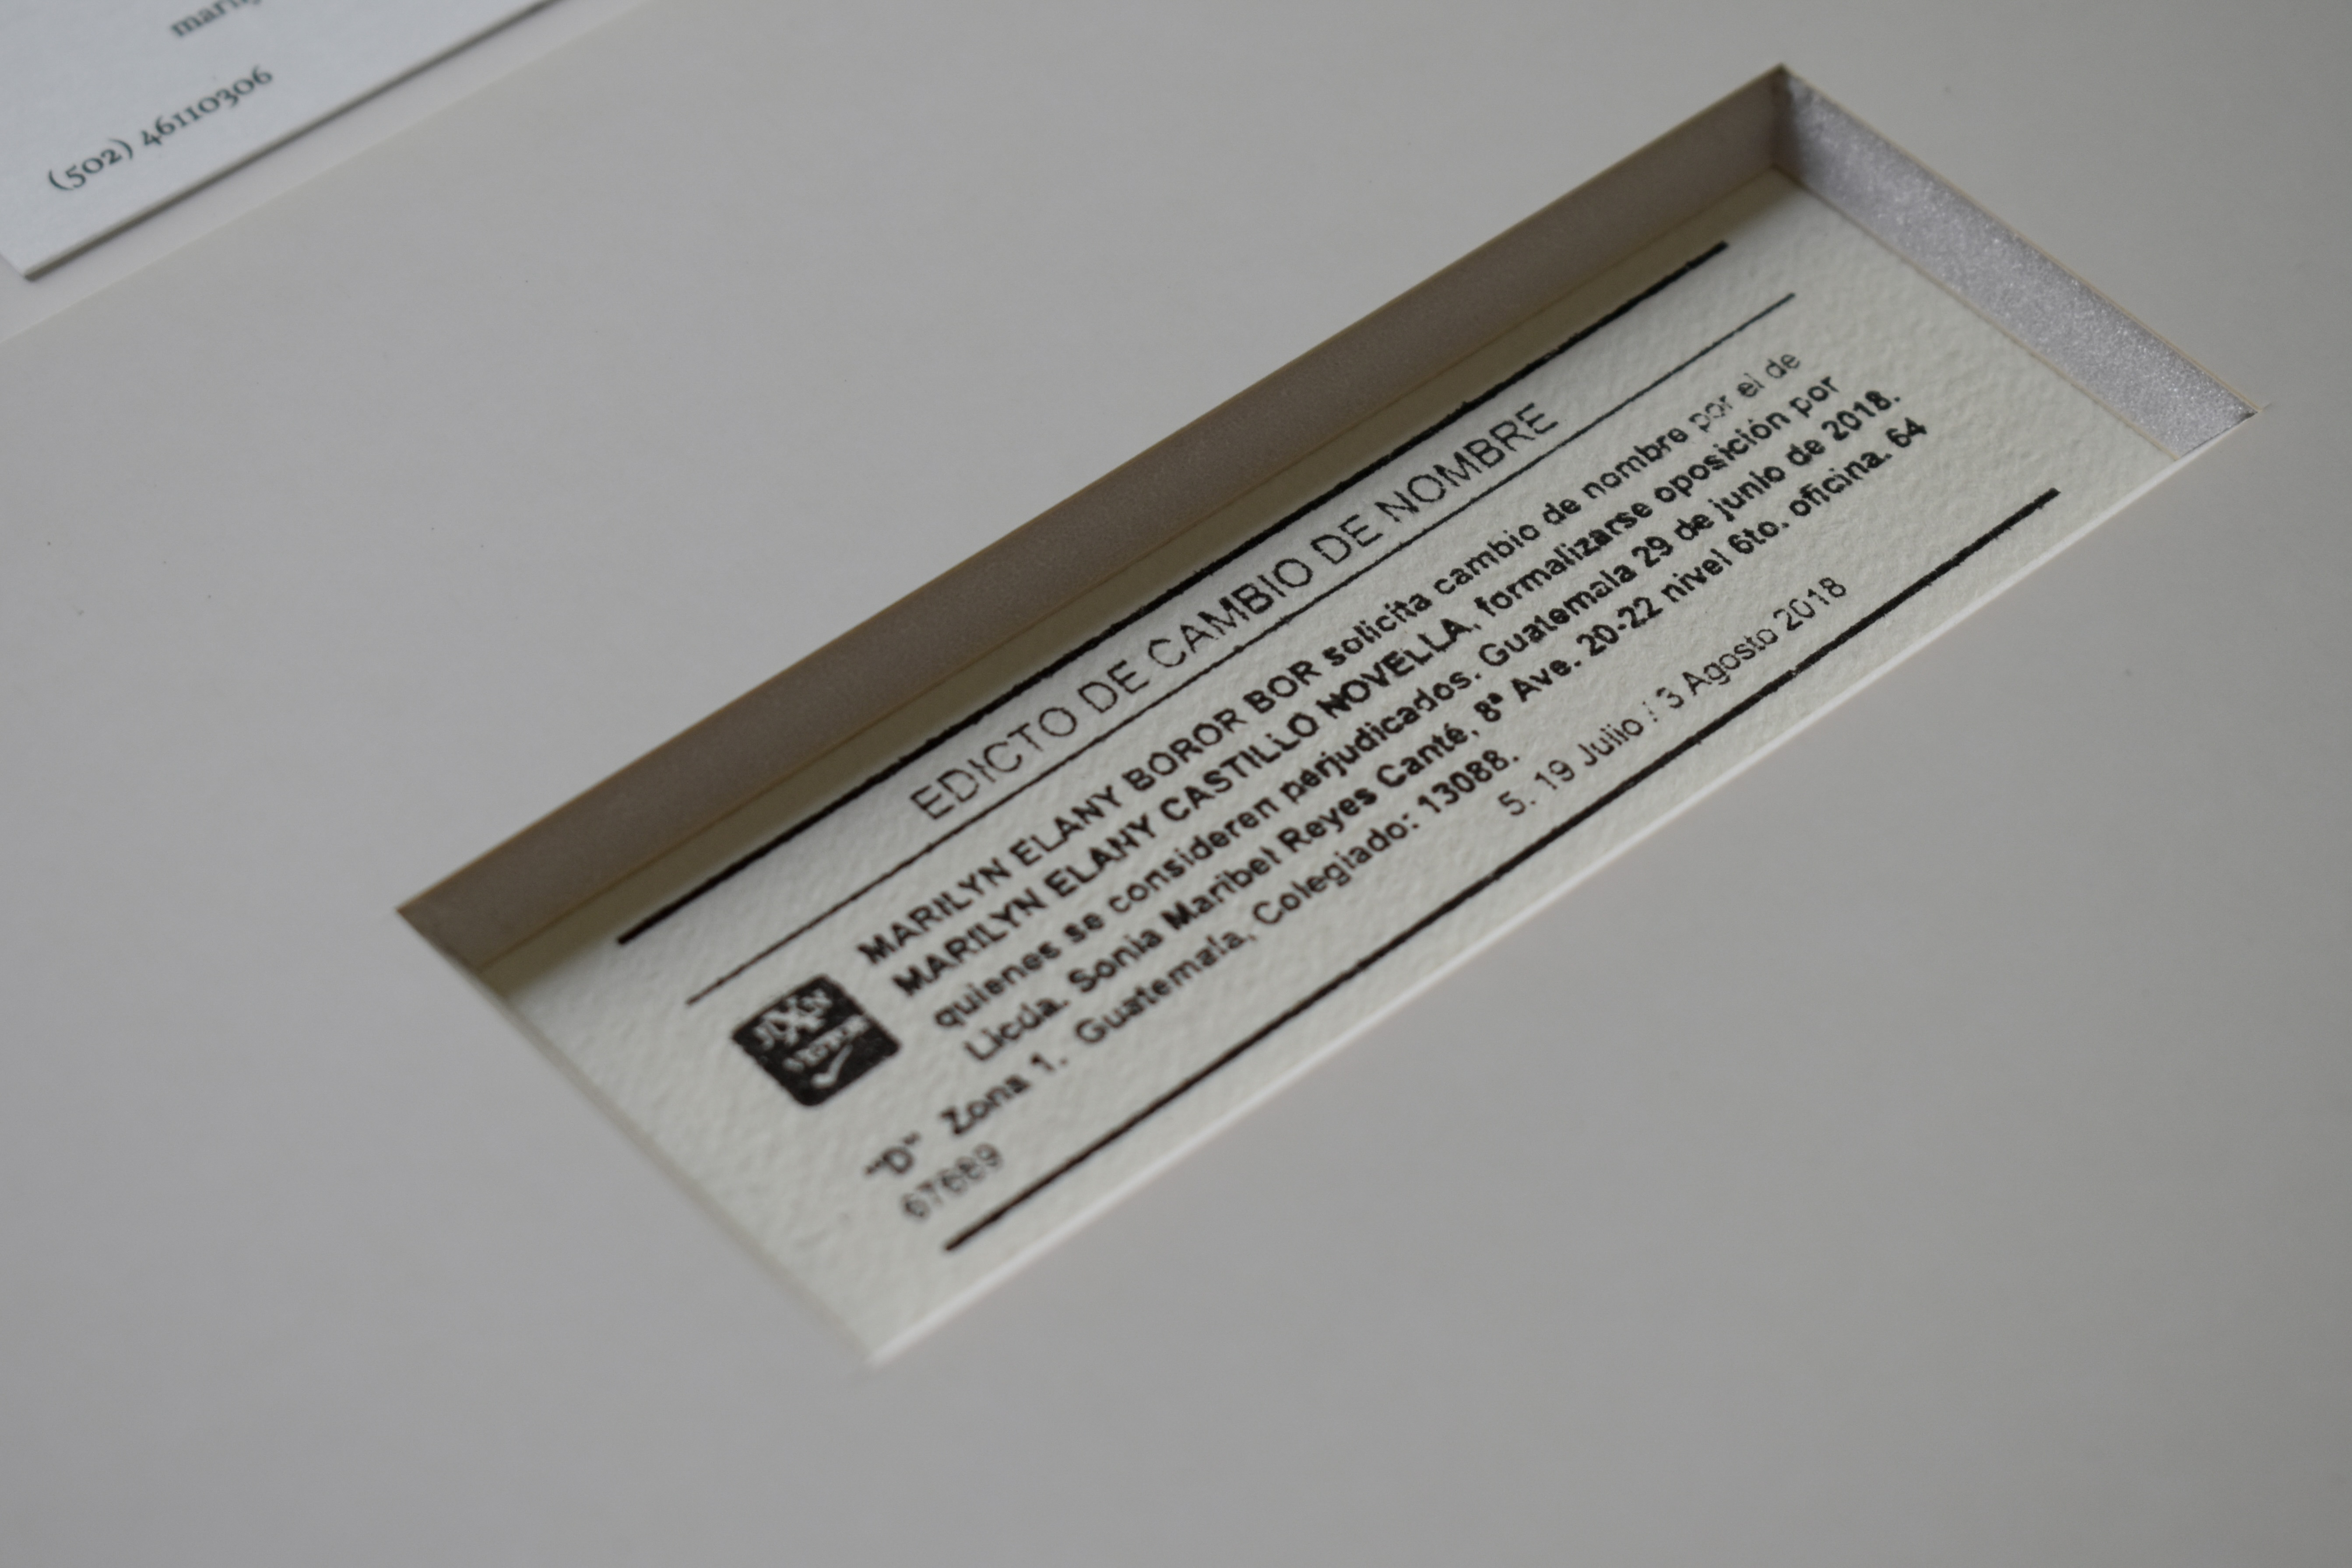 (502) 46110306
EDICTO DE CAMBIO DE NOMBRE
MARILYN ELANY BOROR BOR solicita cambio de nombre por el de
MARILYN ELANY CASTILLO NOVELLA, formalizarse oposición por
quienes se consideren perjudicados. Guatemala 29 de junio de 2018.
Licda. Sonia Maribel Reyes Canté, 8ª Ave. 20-22 nivel 6to. oficina. 64
"D" Zona 1. Guatemala, Colegiado: 13088.
5. 19 Julio / 3 Agosto 2018